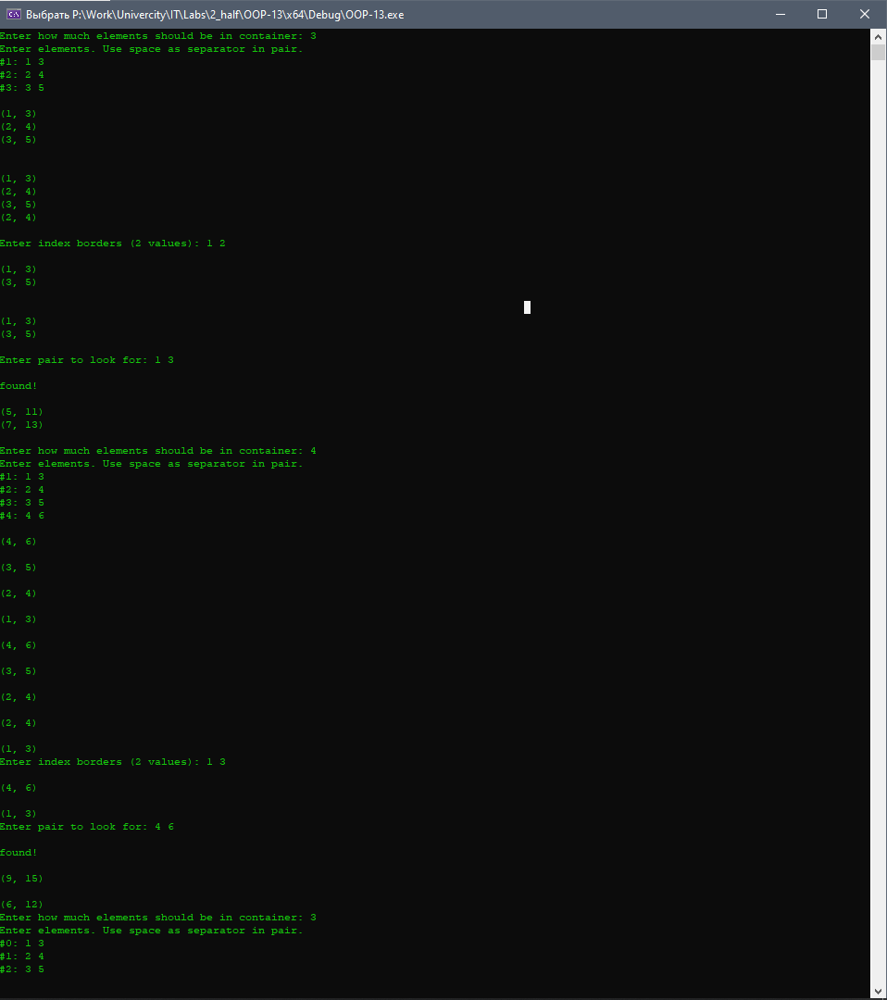 Выбрать P:\Work\Univercity\IT\Labs\2_half\OOP-13\x64\Debug\OOP-13.exe
Enter how much elements should be in container: 3
Enter elements. Use space as separator in pair.
#1: 1 3
#2: 2 4
#3: 3 5
(1, 3)
(2, 4)
(3, 5)
(1, 3)
(2, 4)
(3, 5)
(2, 4)
Enter index borders (2 values): 1 2
(1, 3)
(3, 5)
(1, 3)
(3, 5)
Enter pair to look for: 1 3
found!
(5, 11)
(7, 13)
Enter how much elements should be in container: 4
Enter elements. Use space as separator in pair.
#1: 1 3
#2: 2 4
#3: 3 5
#4: 4 6
(4, 6)
(3, 5)
(2, 4)
(1, 3)
(4, 6)
(3, 5)
(2, 4)
(2, 4)
(1, 3)
Enter index borders (2 values): 1 3
(4, 6)
(1, 3)
Enter pair to look for: 4 6
found!
(9, 15)
(6, 12)
Enter how much elements should be in container: 3
Enter elements. Use space as separator in pair.
#0: 1 3
#1: 2 4
#2: 3 5